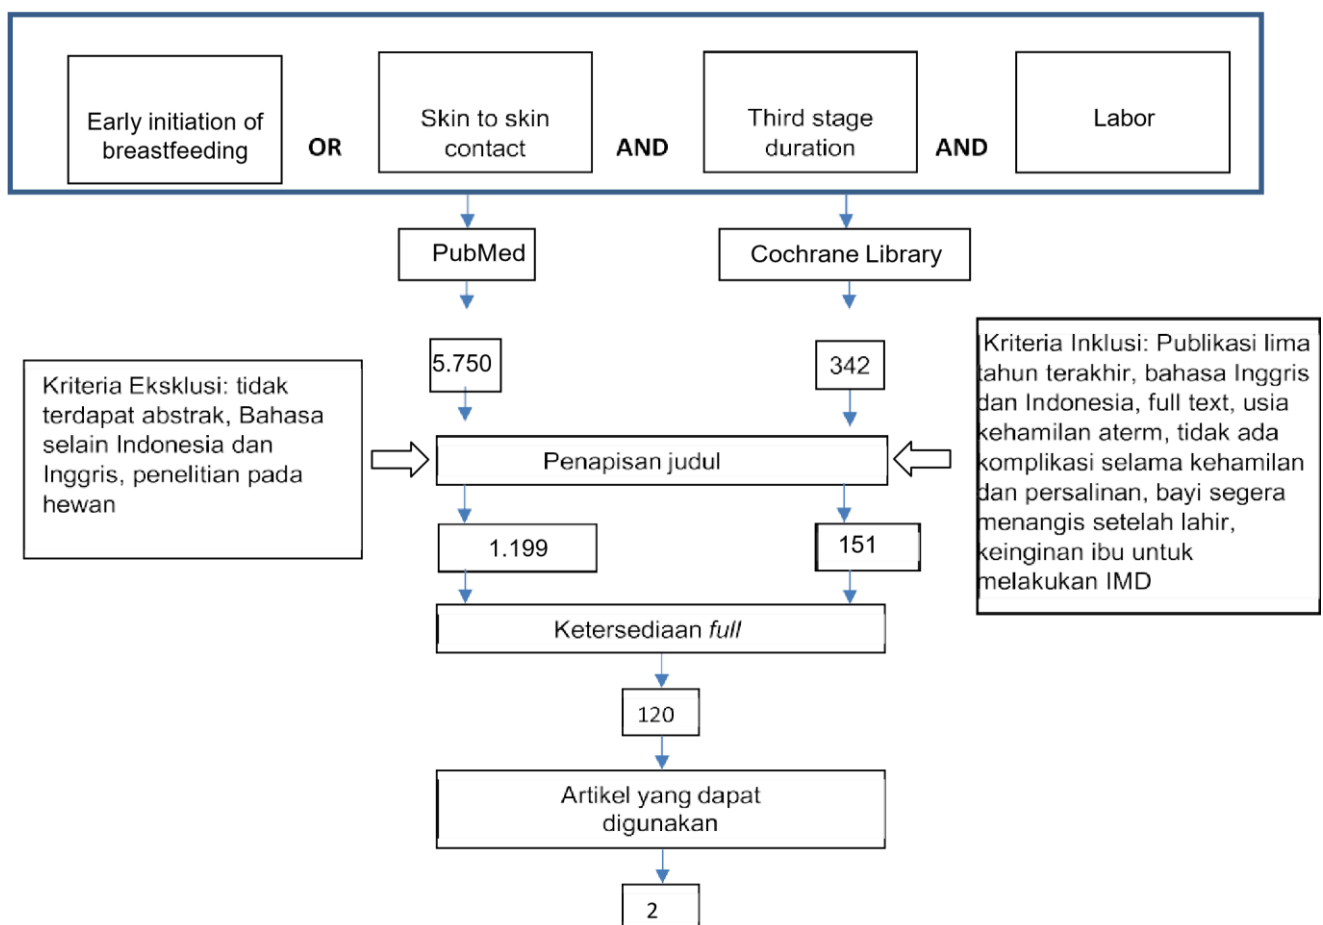 Early initiation of
breastfeeding
OR
Skin to skin
contact
AND
Third stage
duration
AND
Labor
PubMed
Cochrane Library
5.750
342
Kriteria Eksklusi: tidak
terdapat abstrak, Bahasa
selain Indonesia dan
Inggris, penelitian pada
hewan
Penapisan judul
Kriteria Inklusi: Publikasi lima
tahun terakhir, bahasa Inggris
dan Indonesia, full text, usia
kehamilan aterm, tidak ada
komplikasi selama kehamilan
dan persalinan, bayi segera
menangis setelah lahir,
keinginan ibu untuk
melakukan IMD
1.199
151
Ketersediaan full
120
Artikel yang dapat
digunakan
2